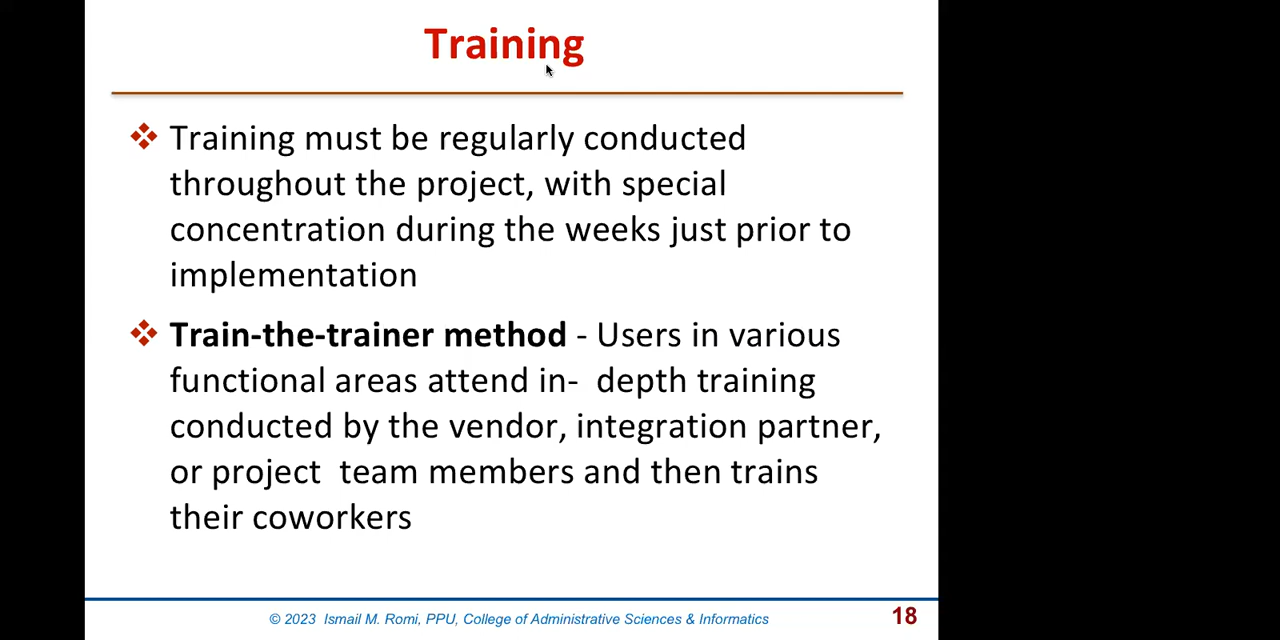 Training
Training must be regularly conducted
throughout the project, with special
concentration during the weeks just prior to
implementation
Train-the-trainer method - Users in various
functional areas attend in-  depth training
conducted by the vendor, integration partner,
or project  team members and then trains
their coworkers
© 2023  Ismail M. Romi, PPU, College of Administrative Sciences & Informatics
18